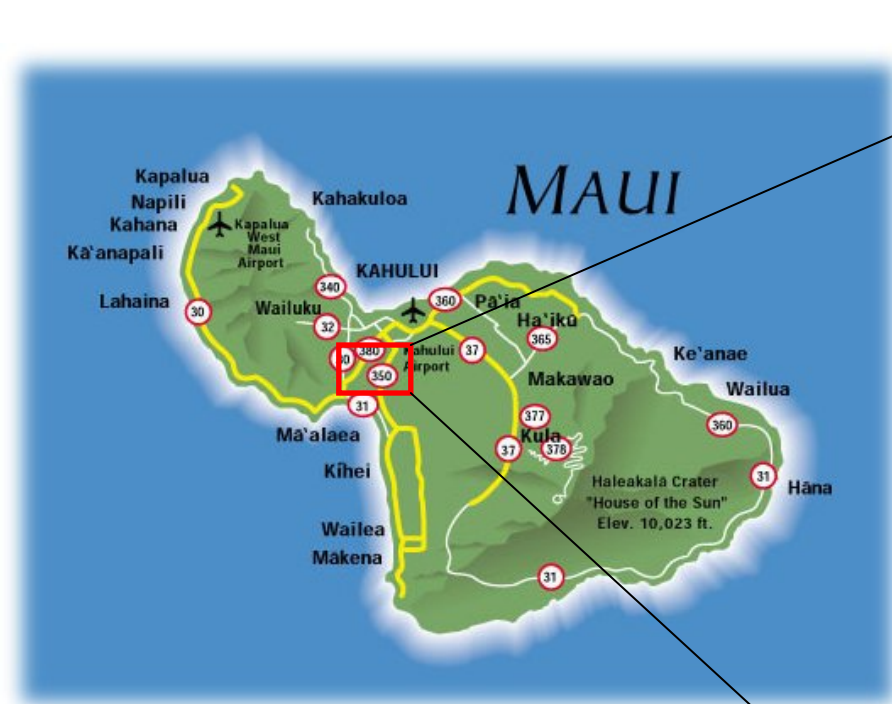 MAUI
Kapalua
Napili
Kahana
Kā'anapali
Lahaina
Kahakuloa
Kapalua
West
Maui
Airport
KAHULUI
340
360
Pā'ia
30
Wailuku
32
Ha'ikū
365
380
37
Kahului
Airport
350
31
Makawao
Ke'anae
Wailua
377
360
Mā'alaea
Kula
37
378
Kīhei
31
Hāna
Haleakalā Crater
"House of the Sun"
Elev. 10,023 ft.
Wailea
Mākena
31